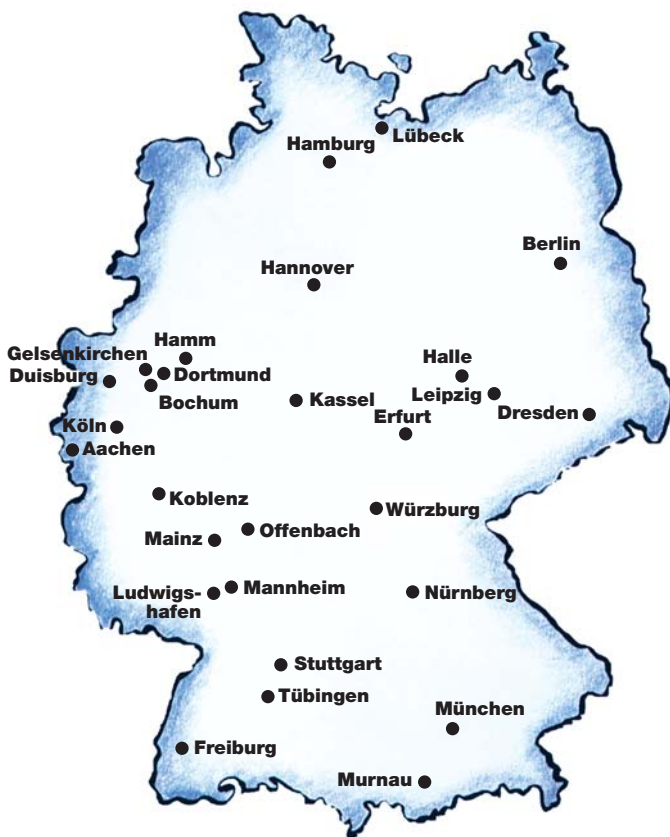 Lübeck
Hamburg
Berlin
Hannover
Hamm
Gelsenkirchen
Halle
Duisburg
Dortmund
Leipzig
Bochum
Kassel
Dresden
Erfurt
Köln
Aachen
Koblenz
Würzburg
Offenbach
Mainz
Mannheim
Ludwigs-
hafen
Nürnberg
Stuttgart
Tübingen
München
Freiburg
Murnau